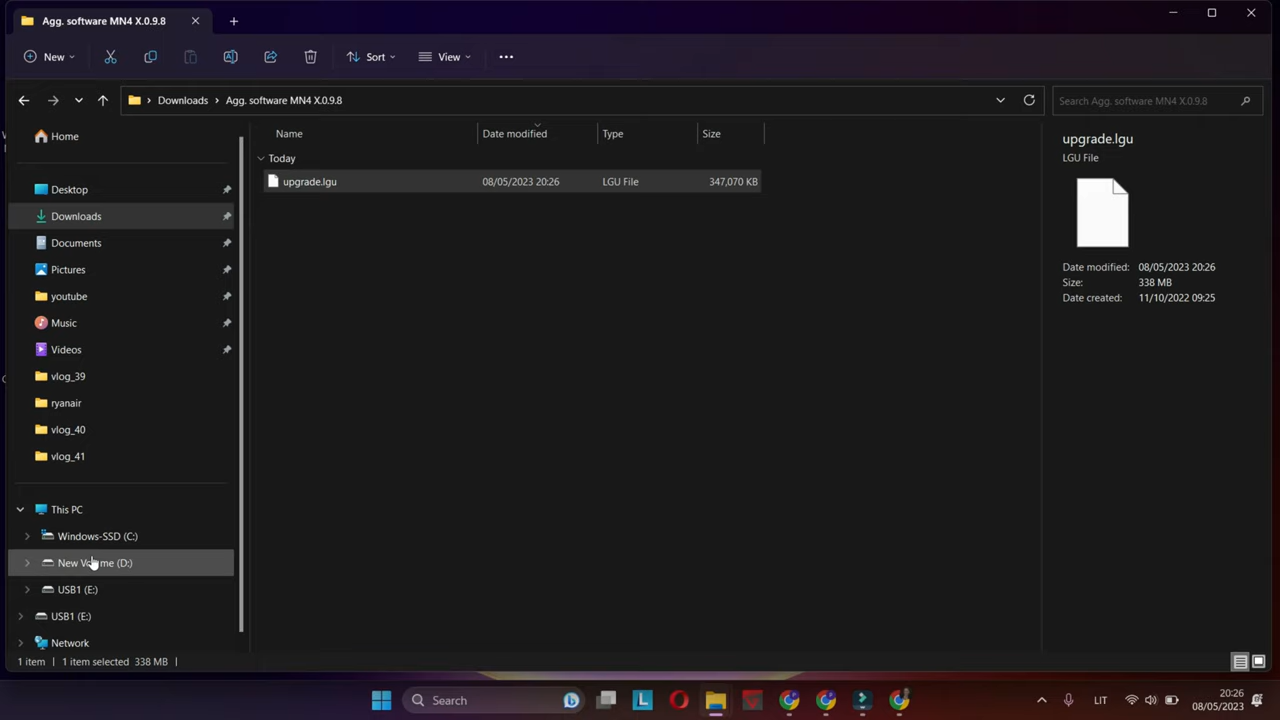 Agg. software MN4 X.0.9.8
New
Sort
View
Downloads
Agg. software MN4 X.0.9.8
Search Agg. software MN4 X.0.9.8
Home
Desktop
Downloads
Documents
Pictures
youtube
Music
Videos
vlog_39
ryanair
vlog_40
vlog_41
This PC
Windows-SSD (C:)
New Volume (D:)
USB1 (E:)
USB1 (E:)
Network
Name Date modified Type Size
Today
upgrade.lgu 08/05/2023 20:26 LGU File 347,070 KB
upgrade.lgu
LGU File
Date modified: 08/05/2023 20:26
Size: 338 MB
Date created: 11/10/2022 09:25
1 item 1 item selected 338 MB
Search
L
LIT
20:26
08/05/2023